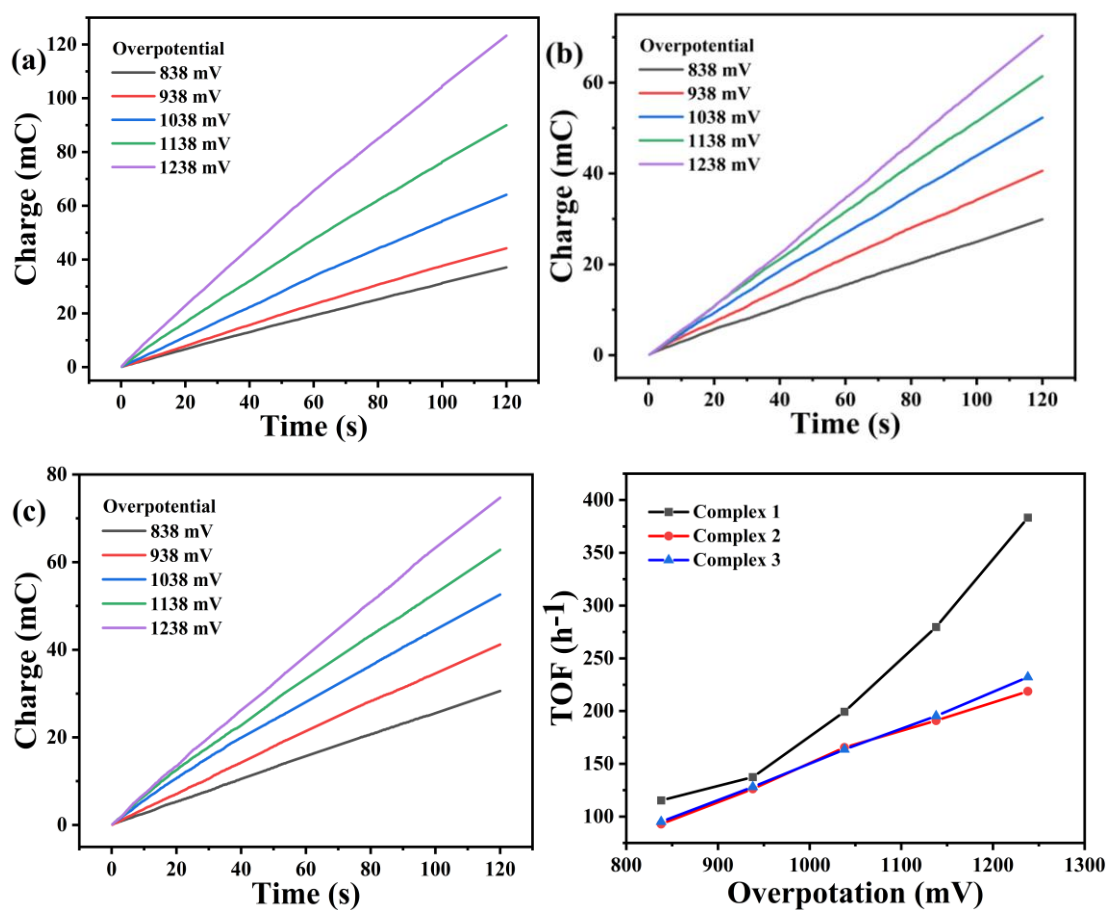 (a)
Overpotential
838 mV
938 mV
1038 mV
1138 mV
1238 mV
Charge (mC)
120
100
80
60
40
20
0
0 20 40 60 80 100 120
Time (s)
(b)
Overpotential
838 mV
938 mV
1038 mV
1138 mV
1238 mV
Charge (mC)
60
40
20
0
0 20 40 60 80 100 120
Time (s)
(c)
Overpotential
838 mV
938 mV
1038 mV
1138 mV
1238 mV
Charge (mC)
80
60
40
20
0
0 20 40 60 80 100 120
Time (s)
Complex 1
Complex 2
Complex 3
TOF (h-1)
400
350
300
250
200
150
100
800 900 1000 1100 1200 1300
Overpotation (mV)